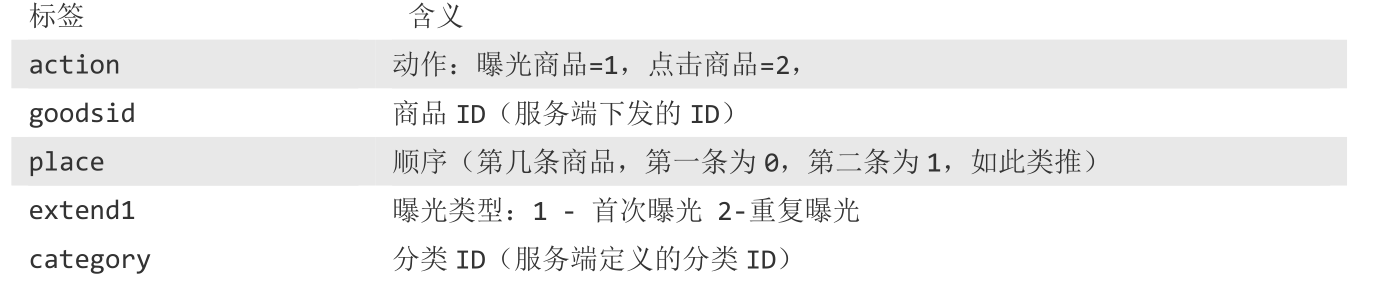 标签 含义
action 动作：曝光商品=1，点击商品=2，
goodsid 商品 ID（服务端下发的 ID）
place 顺序（第几条商品，第一条为 0，第二条为 1，如此类推）
extend1 曝光类型：1 - 首次曝光 2-重复曝光
category 分类 ID（服务端定义的分类 ID）